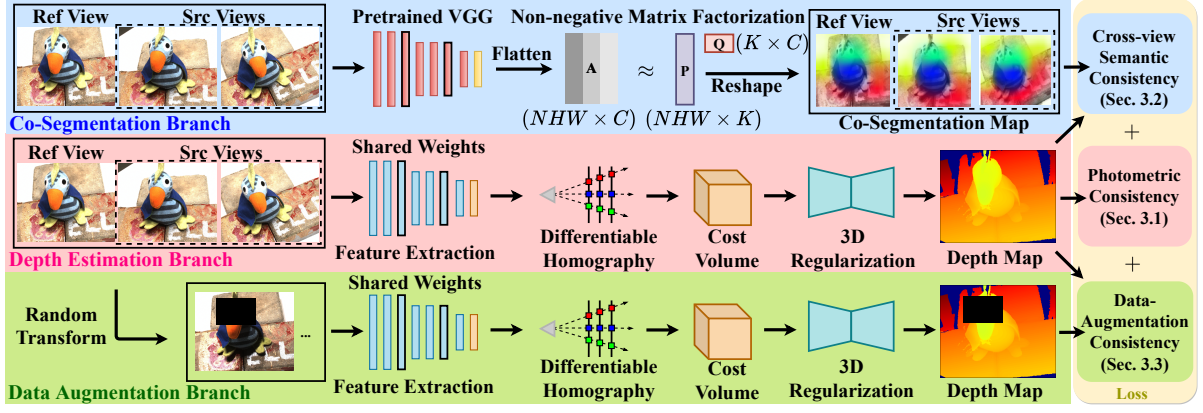 Ref View Src Views
Co-Segmentation Branch
Pretrained VGG
Flatten
Non-negative Matrix Factorization
A
(NHW × C)
≈
P
(NHW × K)
Q (K × C)
Reshape
Ref View Src Views
Co-Segmentation Map
Cross-view
Semantic
Consistency
(Sec. 3.2)
+
Ref View Src Views
Depth Estimation Branch
Shared Weights
Feature Extraction
Differentiable
Homography
Cost
Volume
3D
Regularization
Depth Map
Photometric
Consistency
(Sec. 3.1)
+
Random
Transform
...
Data Augmentation Branch
Shared Weights
Feature Extraction
Differentiable
Homography
Cost
Volume
3D
Regularization
Depth Map
Data-
Augmentation
Consistency
(Sec. 3.3)
Loss